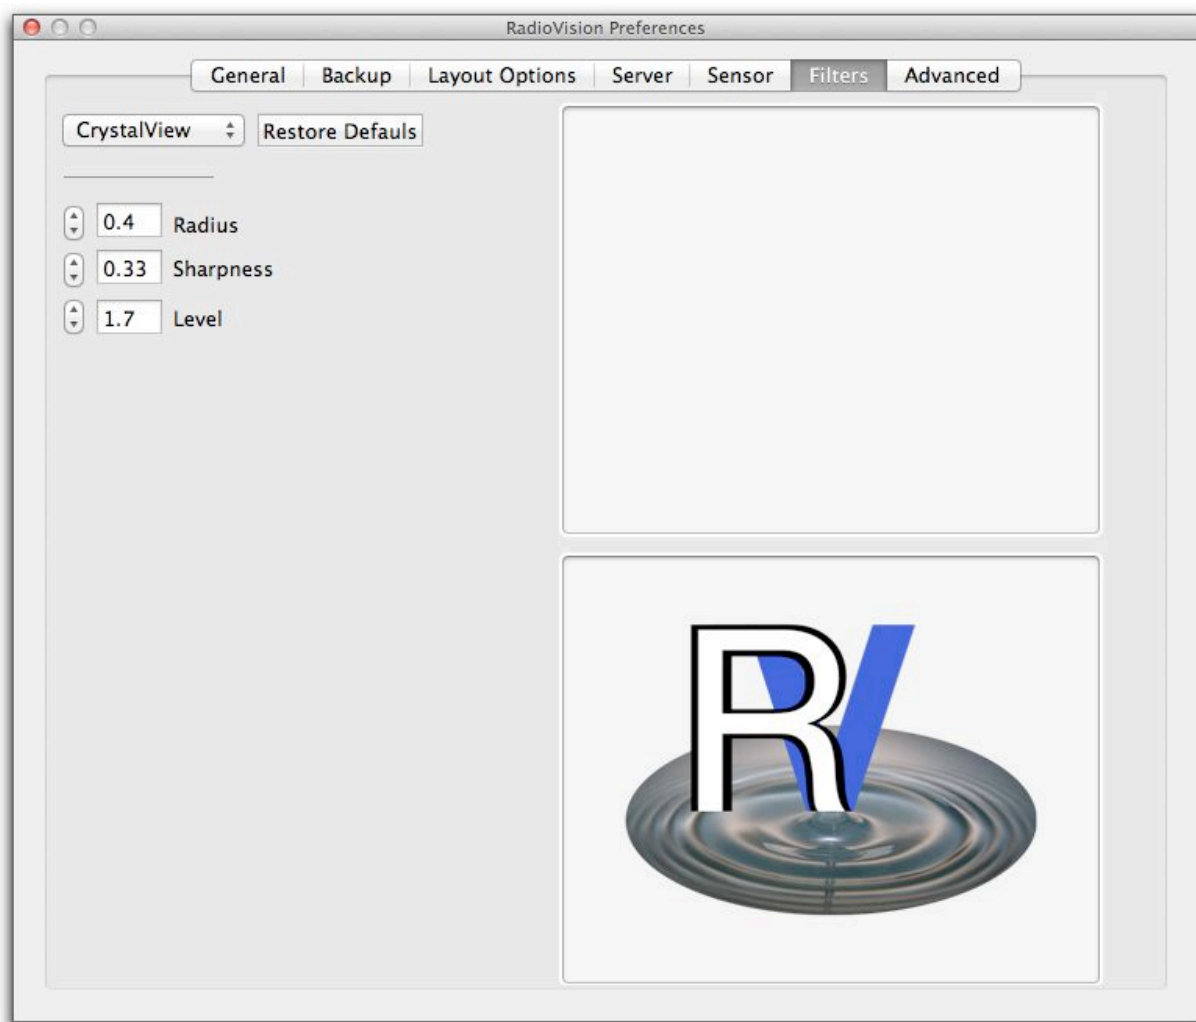 RadioVision Preferences
General Backup Layout Options Server Sensor Filters Advanced
CrystalView Restore Defauls
0.4 Radius
0.33 Sharpness
1.7 Level
RV